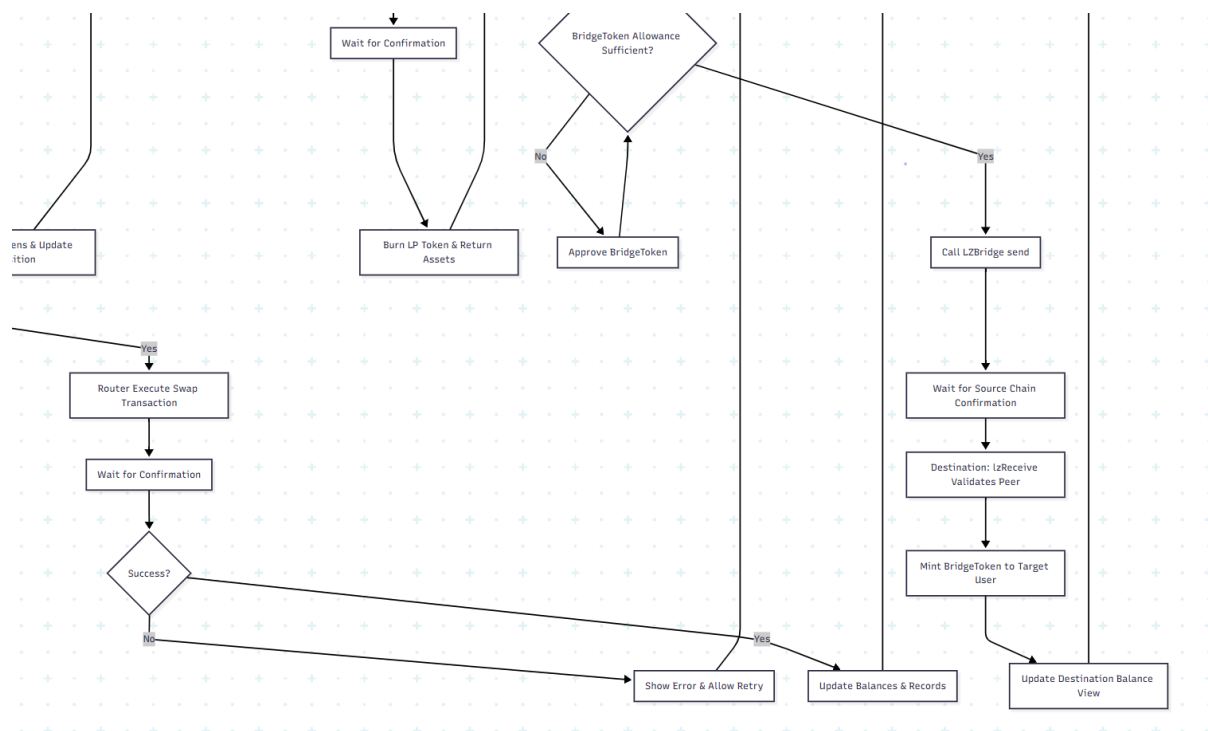 BridgeToken Allowance
Sufficient?
Wait for Confirmation
No
Yes
ens & Update
ition
Burn LP Token & Return
Assets
Approve BridgeToken
Call LZBridge send
Yes
Router Execute Swap
Transaction
Wait for Source Chain
Confirmation
Wait for Confirmation
Destination: lzReceive
Validates Peer
Success?
Mint BridgeToken to Target
User
No
Yes
Show Error & Allow Retry
Update Balances & Records
Update Destination Balance
View